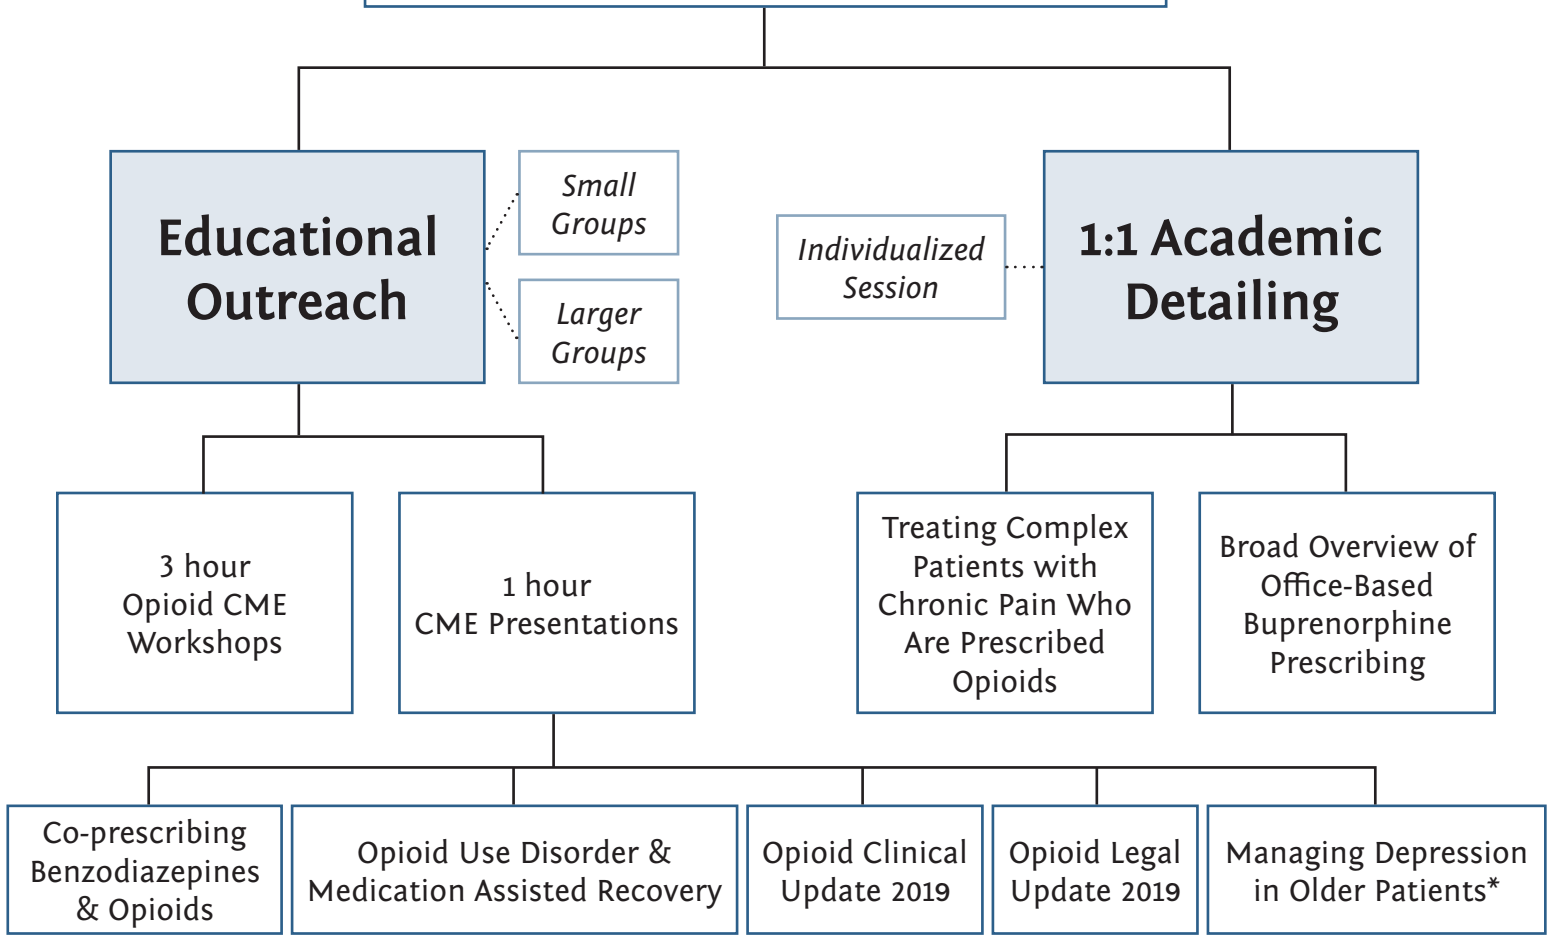 Educational
Outreach
Small
Groups
Larger
Groups
Individualized
Session
1:1 Academic
Detailing
3 hour
Opioid CME
Workshops
1 hour
CME Presentations
Treating Complex
Patients with
Chronic Pain Who
Are Prescribed
Opioids
Broad Overview of
Office-Based
Buprenorphine
Prescribing
Co-prescribing
Benzodiazepines
& Opioids
Opioid Use Disorder &
Medication Assisted Recovery
Opioid Clinical
Update 2019
Opioid Legal
Update 2019
Managing Depression
in Older Patients*